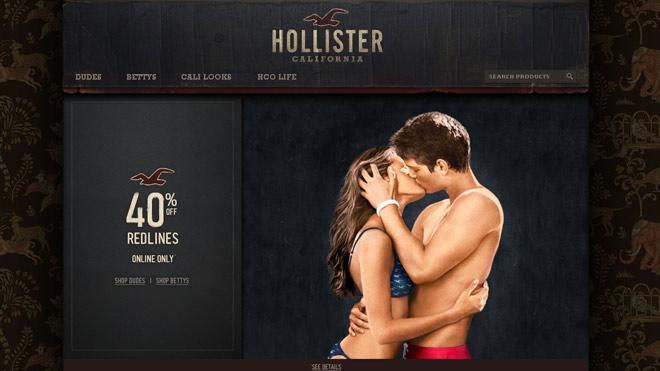 HOLLISTER
CALIFORNIA
DUDES BETTYS CALI LOOKS HCO LIFE SEARCH PRODUCTS
40% OFF
REDLINES
ONLINE ONLY*
SHOP DUDES | SHOP BETTYS
SEE DETAILS